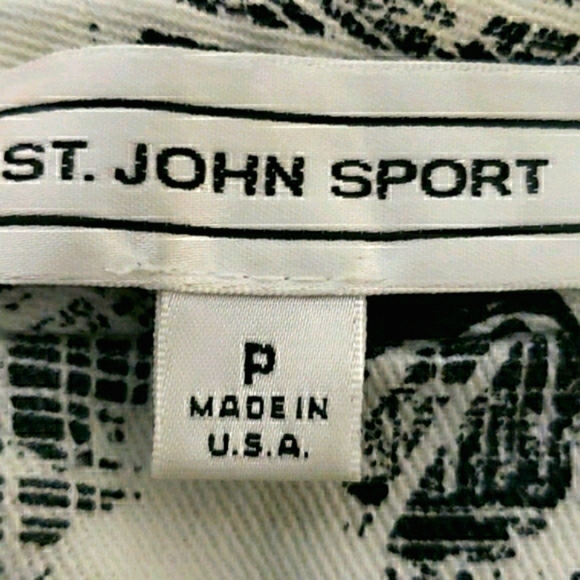 ST. JOHN SPORT
P
MADE IN
U.S.A.